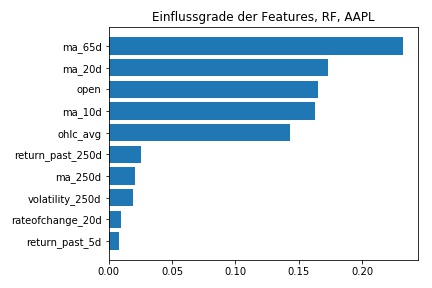 Einflussgrade der Features, RF, AAPL
ma_65d
ma_20d
open
ma_10d
ohlc_avg
return_past_250d
ma_250d
volatility_250d
rateofchange_20d
return_past_5d
0.00 0.05 0.10 0.15 0.20